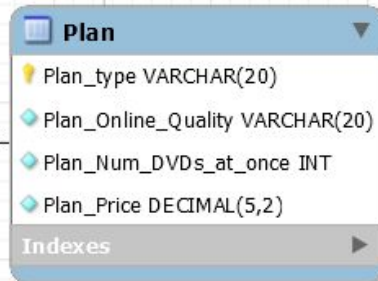 Plan
Plan_type VARCHAR(20)
Plan_Online_Quality VARCHAR(20)
Plan_Num_DVDs_at_once INT
Plan_Price DECIMAL(5,2)
Indexes